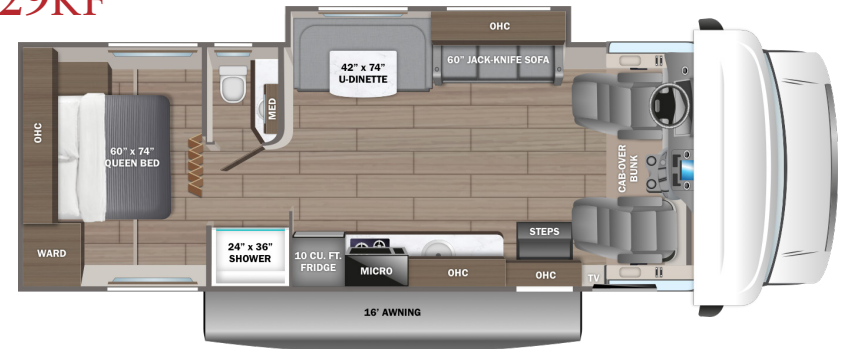 29RF
OHC
42" x 74"
U-DINETTE
60" JACK-KNIFE SOFA
MED
OHC
60" x 74"
QUEEN BED
CAB-OVER
BUNK
WARD
24" x 36"
SHOWER
10 CU. FT.
FRIDGE
MICRO
OHC
STEPS
OHC
TV
16' AWNING